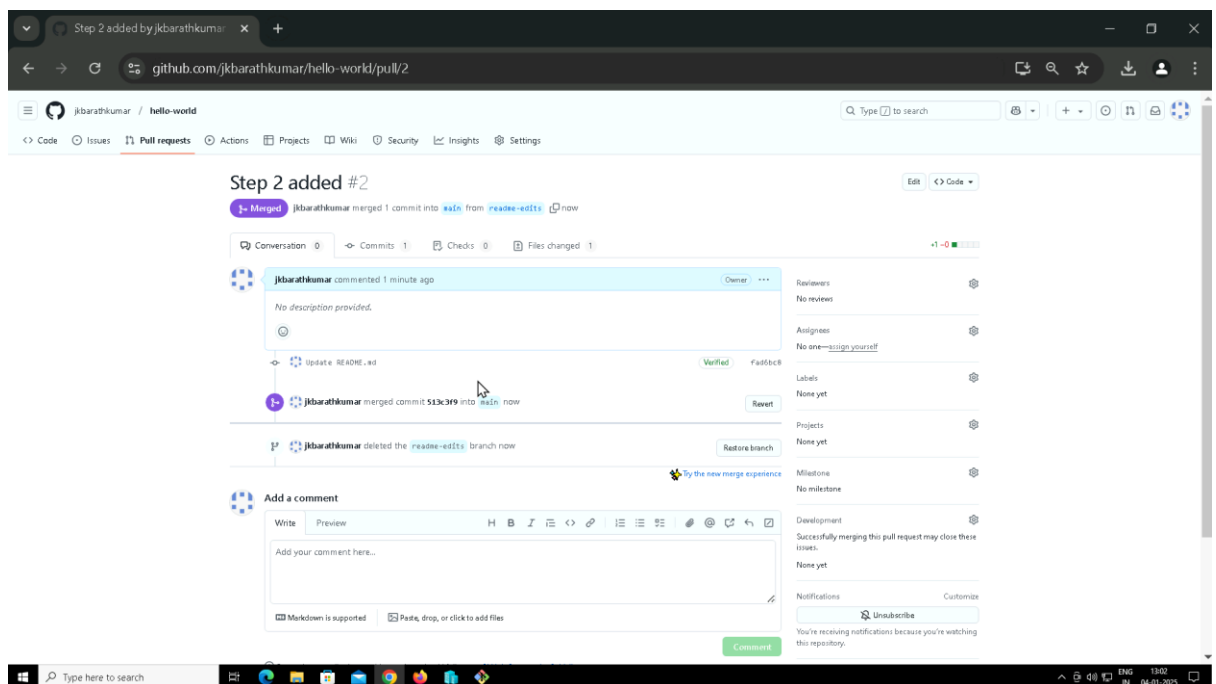 Step 2 added by jkbarathkumar
github.com/jkbarathkumar/hello-world/pull/2
jkbarathkumar / hello-world
Type / to search
Code Issues Pull requests Actions Projects Wiki Security Insights Settings
Step 2 added #2
Edit Code
Merged jkbarathkumar merged 1 commit into main from readme-edits now
Conversation 0 Commits 1 Checks 0 Files changed 1
+1 −0
jkbarathkumar commented 1 minute ago
Owner
No description provided.
Update README.md
Verified fad6bc8
jkbarathkumar merged commit 513c3f9 into main now
Revert
jkbarathkumar deleted the readme-edits branch now
Restore branch
Try the new merge experience
Add a comment
Write Preview
Add your comment here...
Markdown is supported
Paste, drop, or click to add files
Comment
Reviewers
No reviews
Assignees
No one—assign yourself
Labels
None yet
Projects
None yet
Milestone
No milestone
Development
Successfully merging this pull request may close these
issues.
None yet
Notifications
Customize
Unsubscribe
You're receiving notifications because you're watching
this repository.
Type here to search
ENG
IN
13:02
04-01-2025